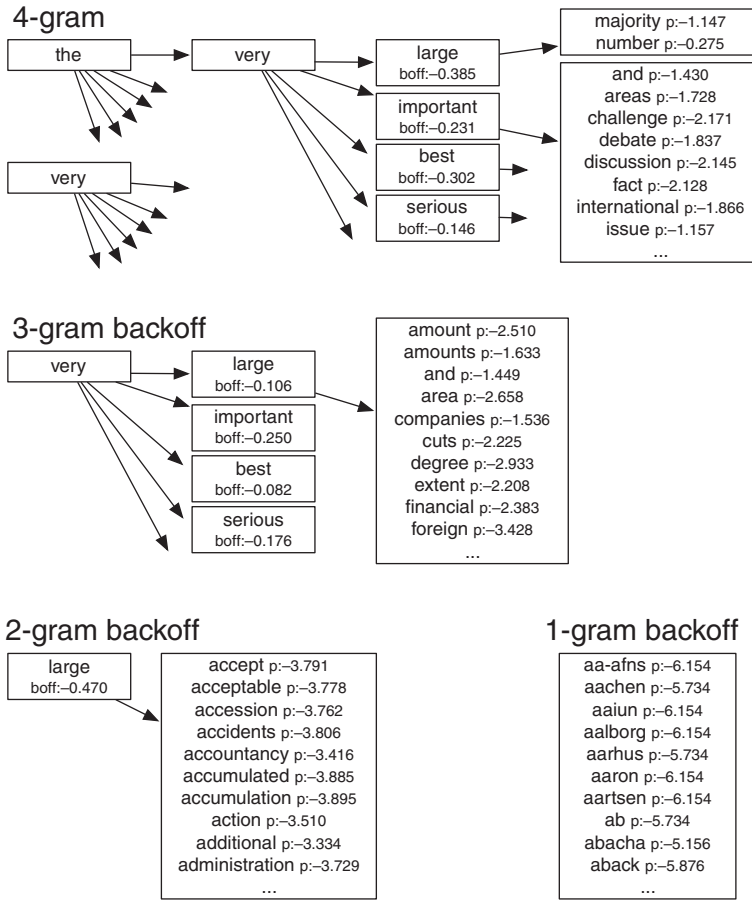 4-gram
the
very
large
boff:–0.385
important
boff:–0.231
best
boff:–0.302
serious
boff:–0.146
majority p:–1.147
number p:–0.275
and p:–1.430
areas p:–1.728
challenge p:–2.171
debate p:–1.837
discussion p:–2.145
fact p:–2.128
international p:–1.866
issue p:–1.157
...
very
3-gram backoff
very
large
boff:–0.106
important
boff:–0.250
best
boff:–0.082
serious
boff:–0.176
amount p:–2.510
amounts p:–1.633
and p:–1.449
area p:–2.658
companies p:–1.536
cuts p:–2.225
degree p:–2.933
extent p:–2.208
financial p:–2.383
foreign p:–3.428
...
2-gram backoff
large
boff:–0.470
accept p:–3.791
acceptable p:–3.778
accession p:–3.762
accidents p:–3.806
accountancy p:–3.416
accumulated p:–3.885
accumulation p:–3.895
action p:–3.510
additional p:–3.334
administration p:–3.729
...
1-gram backoff
aa-afns p:–6.154
aachen p:–5.734
aaiun p:–6.154
aalborg p:–6.154
aarhus p:–5.734
aaron p:–6.154
aartsen p:–6.154
ab p:–5.734
abacha p:–5.156
aback p:–5.876
...